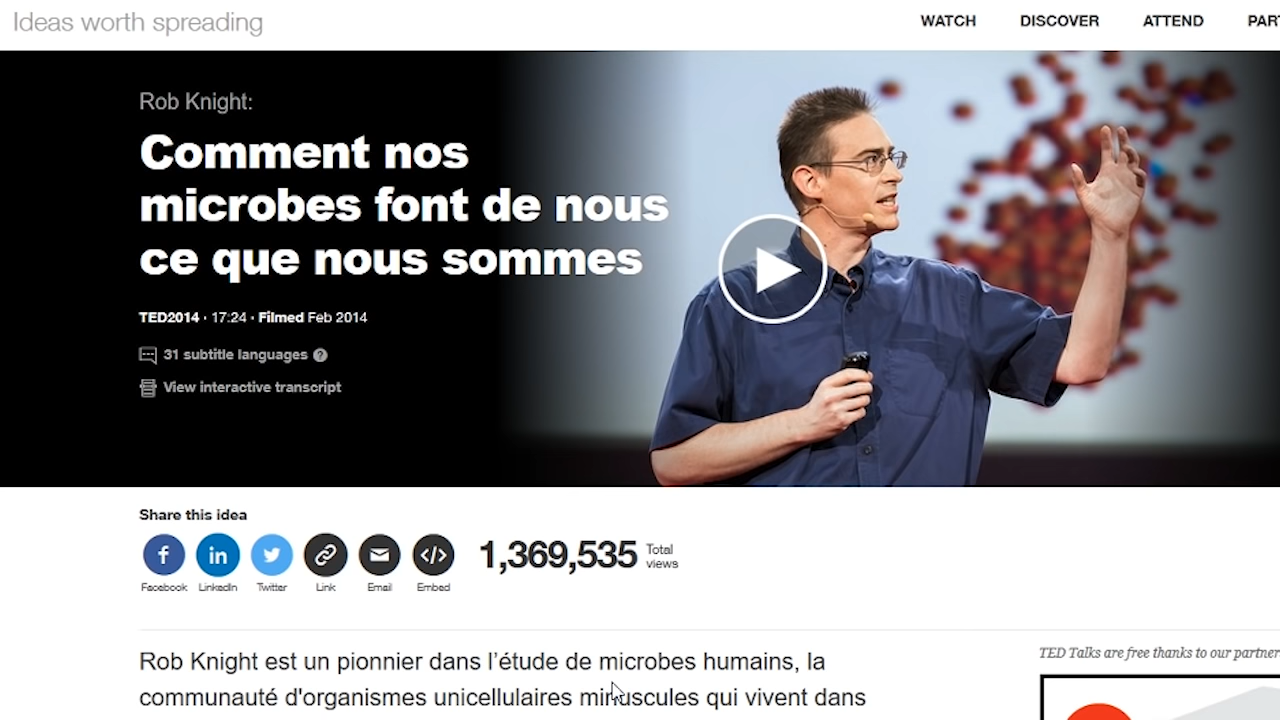 Ideas worth spreading
WATCH DISCOVER ATTEND
Rob Knight:
Comment nos
microbes font de nous
ce que nous sommes
TED2014 · 17:24 · Filmed Feb 2014
31 subtitle languages ?
View interactive transcript
Share this idea
f in
Facebook LinkedIn Twitter Link Email Embed
1,369,535 Total views
Rob Knight est un pionnier dans l’étude de microbes humains, la
communauté d'organismes unicellulaires minuscules qui vivent dans
TED Talks are free thanks to our partner